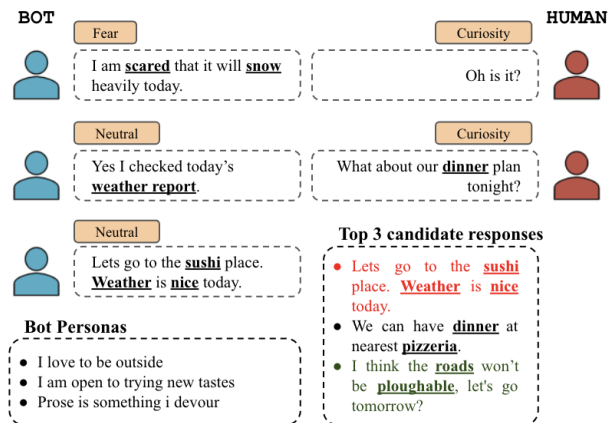 BOT
HUMAN
Fear
Curiosity
I am scared that it will snow
heavily today.
Oh is it?
Neutral
Curiosity
Yes I checked today's
weather report.
What about our dinner plan
tonight?
Neutral
Lets go to the sushi place.
Weather is nice today.
Top 3 candidate responses
● Lets go to the sushi
place. Weather is nice
today.
● We can have dinner at
nearest pizzeria.
● I think the roads won't
be ploughable, let's go
tomorrow?
Bot Personas
● I love to be outside
● I am open to trying new tastes
● Prose is something i devour